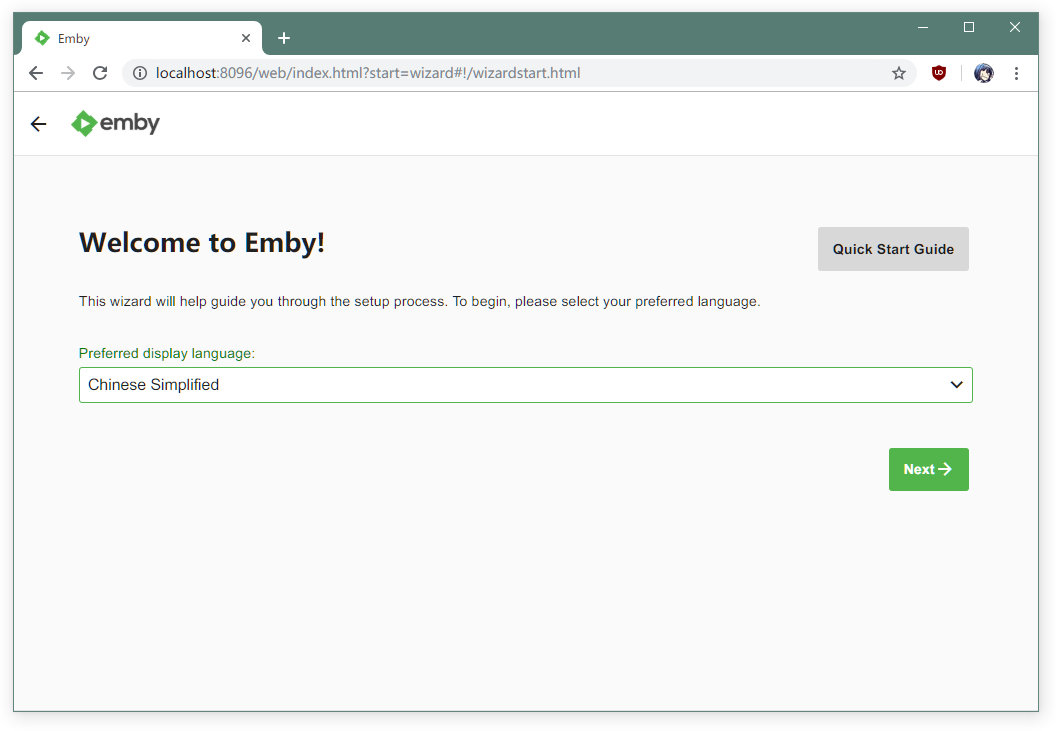 Emby
localhost:8096/web/index.html?start=wizard#!/wizardstart.html
emby
Welcome to Emby!
Quick Start Guide
This wizard will help guide you through the setup process. To begin, please select your preferred language.
Preferred display language:
Chinese Simplified
Next